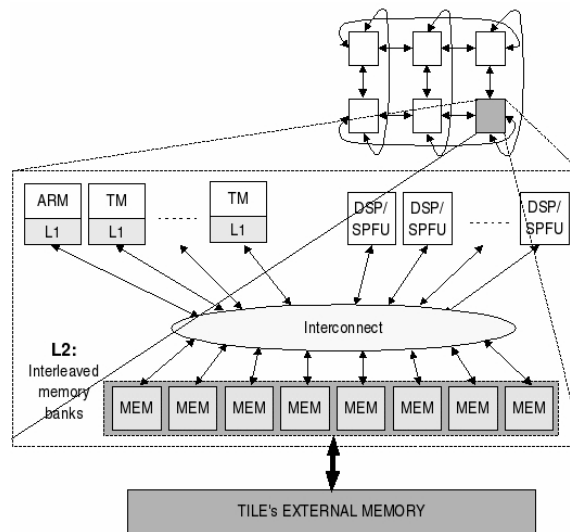 ARM TM TM DSP/ DSP/ DSP/
L1 L1 L1 SPFU SPFU SPFU
Interconnect
L2:
Interleaved
memory
banks
MEM MEM MEM MEM MEM MEM MEM MEM
TILE's EXTERNAL MEMORY